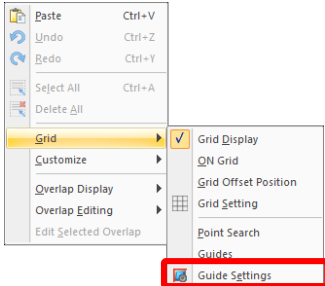 Paste Ctrl+V
Undo Ctrl+Z
Redo Ctrl+Y
Select All Ctrl+A
Delete All
Grid
Customize
Overlap Display
Overlap Editing
Edit Selected Overlap
Grid Display
ON Grid
Grid Offset Position
Grid Setting
Point Search
Guides
Guide Settings